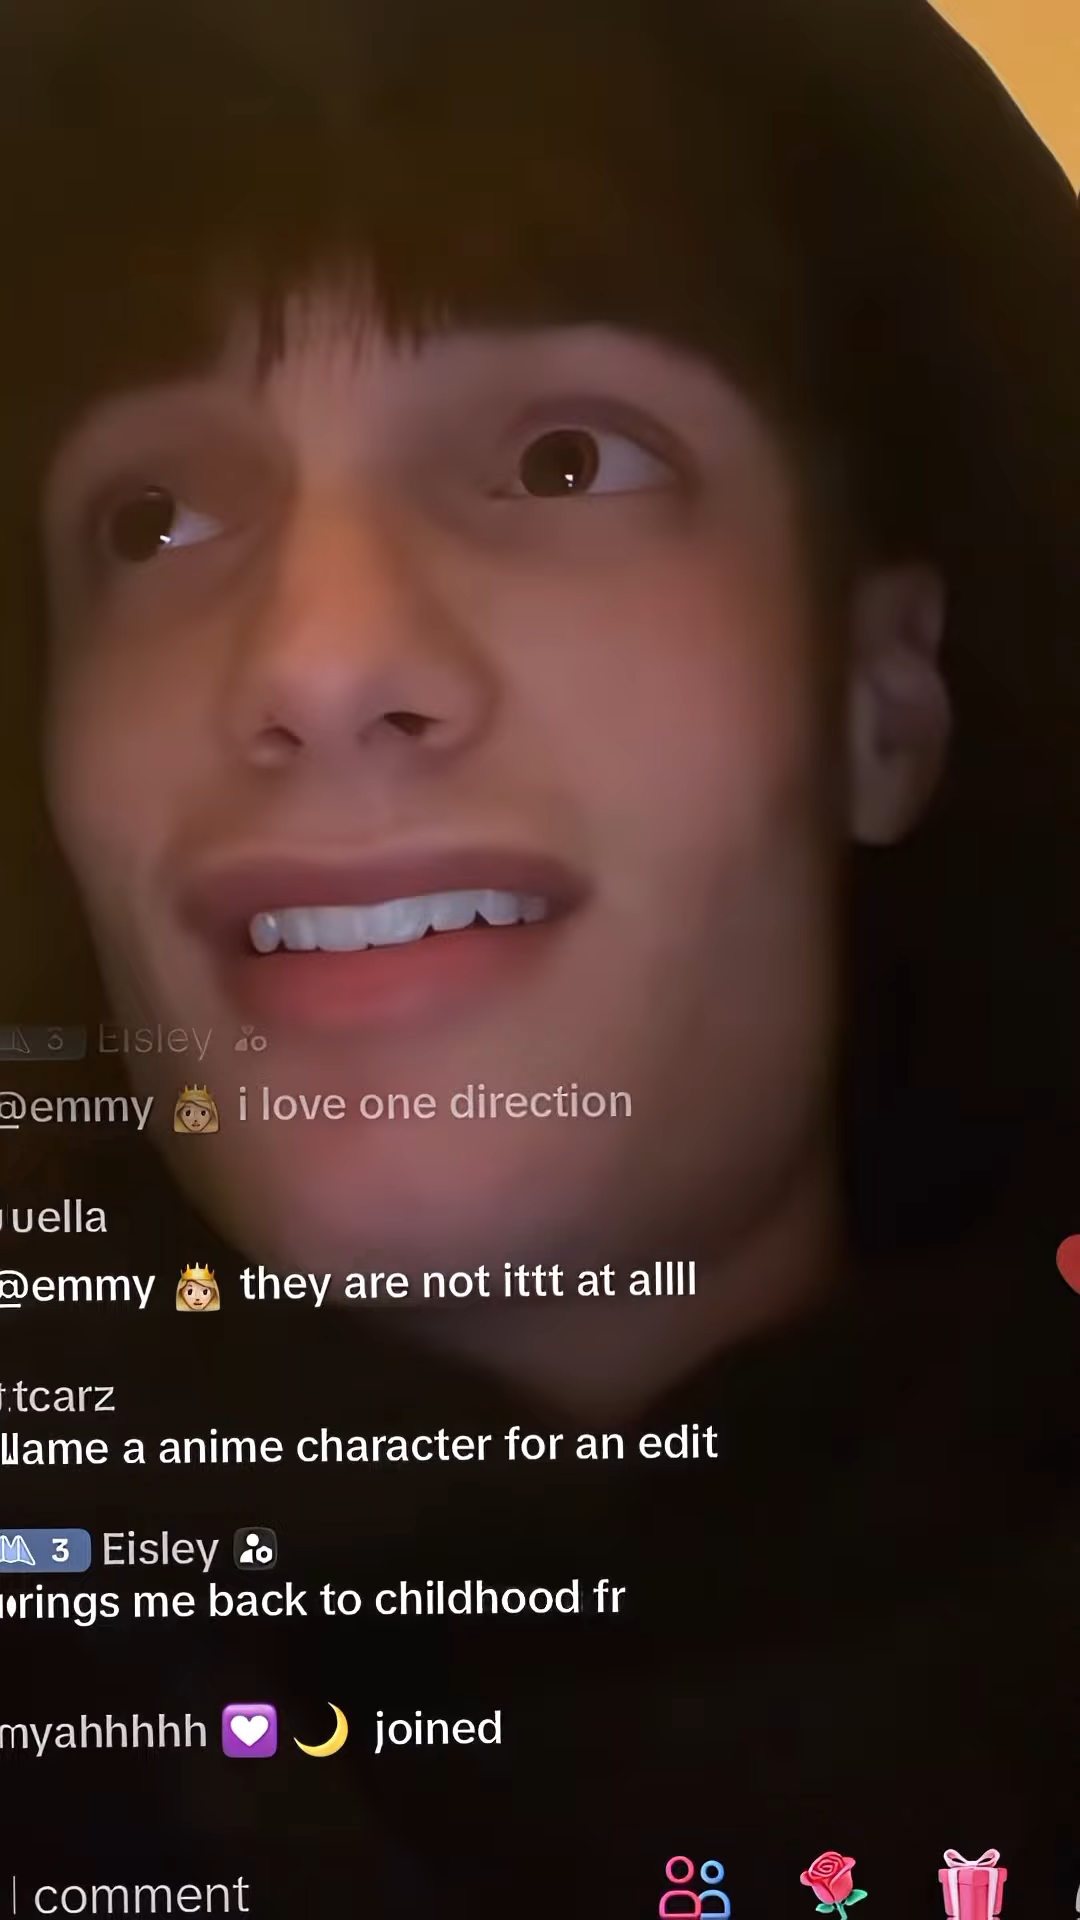 3 Eisley
@emmy 👸🏼 i love one direction
uella
@emmy 👸🏼 they are not ittt at allll
tcarz
ame a anime character for an edit
3 Eisley
rings me back to childhood fr
myahhhhh 💟 🌙 joined
comment